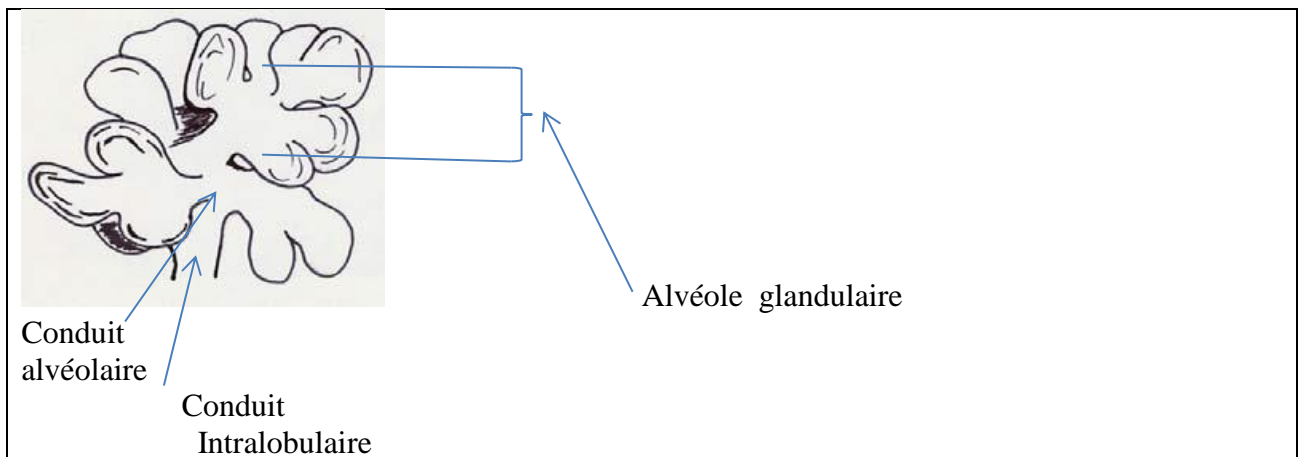 Alvéole glandulaire
Conduit
alvéolaire
Conduit
Intralobulaire